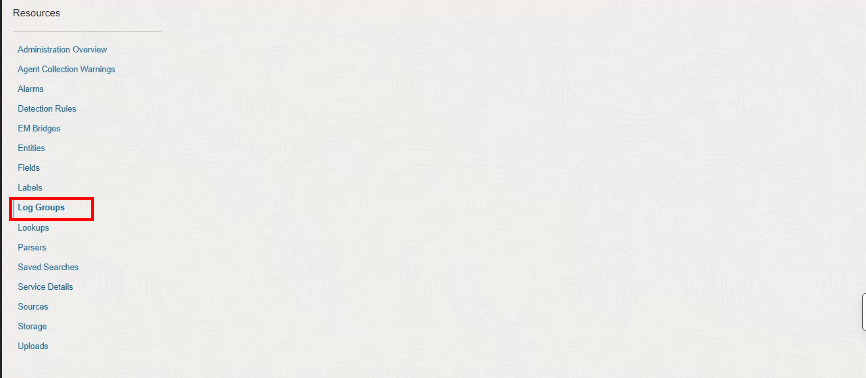 Resources
Administration Overview
Agent Collection Warnings
Alarms
Detection Rules
EM Bridges
Entities
Fields
Labels
Log Groups
Lookups
Parsers
Saved Searches
Service Details
Sources
Storage
Uploads